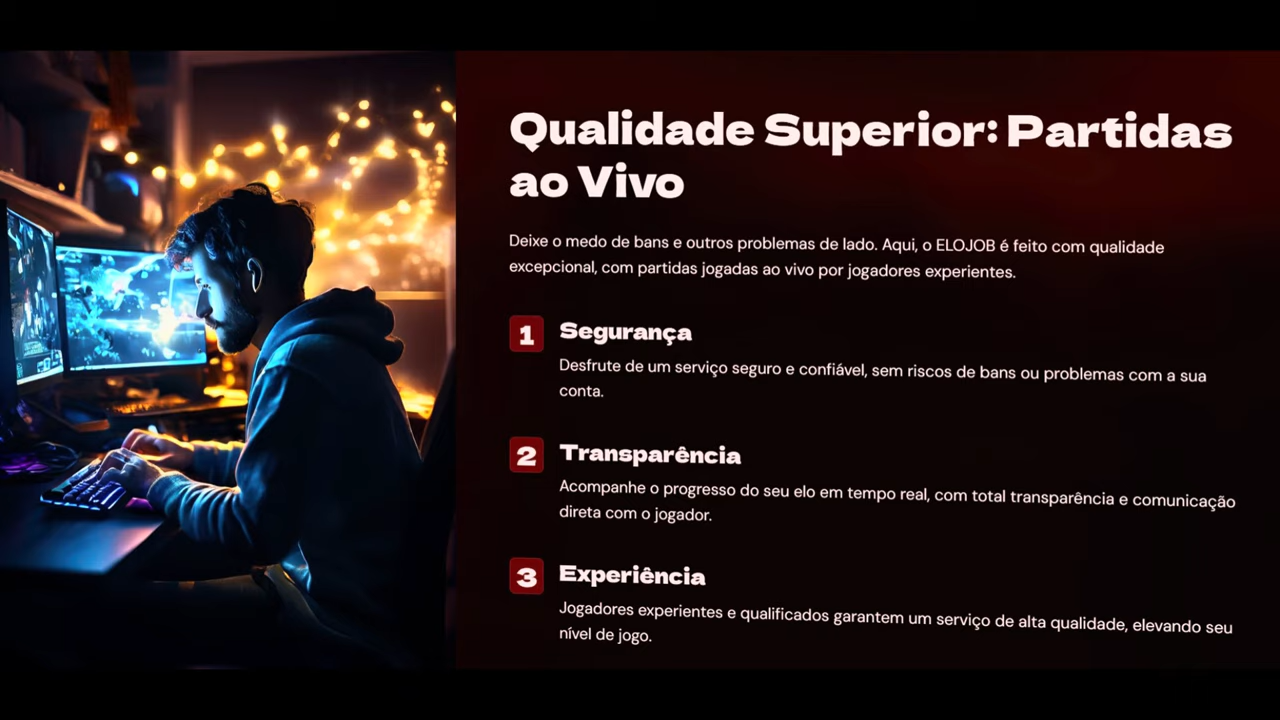 Qualidade Superior: Partidas
ao Vivo
Deixe o medo de bans e outros problemas de lado. Aqui, o ELOJOB é feito com qualidade
excepcional, com partidas jogadas ao vivo por jogadores experientes.
1 Segurança
Desfrute de um serviço seguro e confiável, sem riscos de bans ou problemas com a sua
conta.
2 Transparência
Acompanhe o progresso do seu elo em tempo real, com total transparência e comunicação
direta com o jogador.
3 Experiência
Jogadores experientes e qualificados garantem um serviço de alta qualidade, elevando seu
nível de jogo.